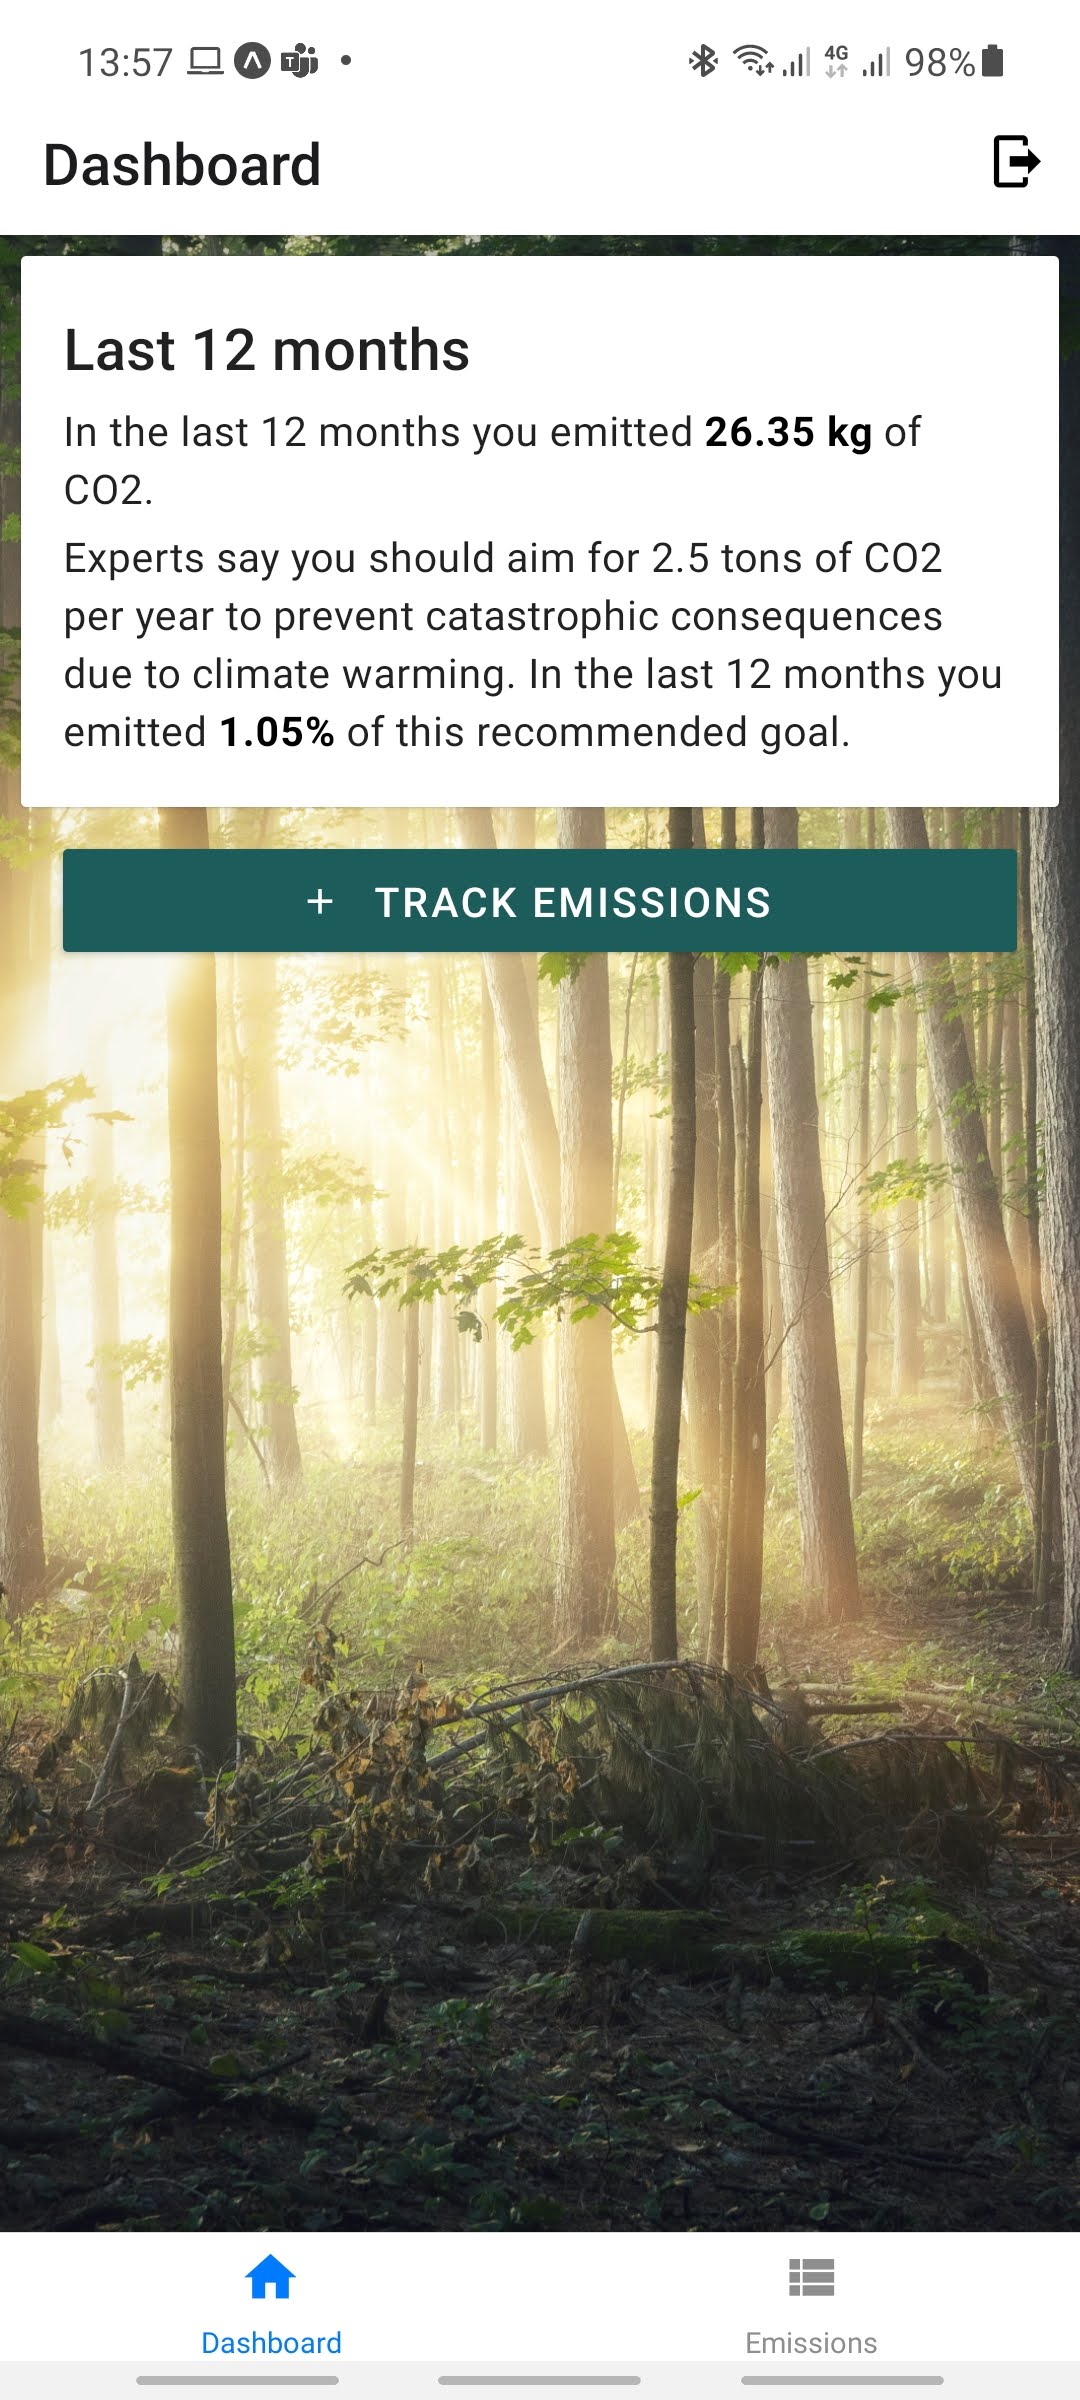 13:57 4G 98%
Dashboard
Last 12 months
In the last 12 months you emitted 26.35 kg of
CO2.
Experts say you should aim for 2.5 tons of CO2
per year to prevent catastrophic consequences
due to climate warming. In the last 12 months you
emitted 1.05% of this recommended goal.
+ TRACK EMISSIONS
Dashboard
Emissions